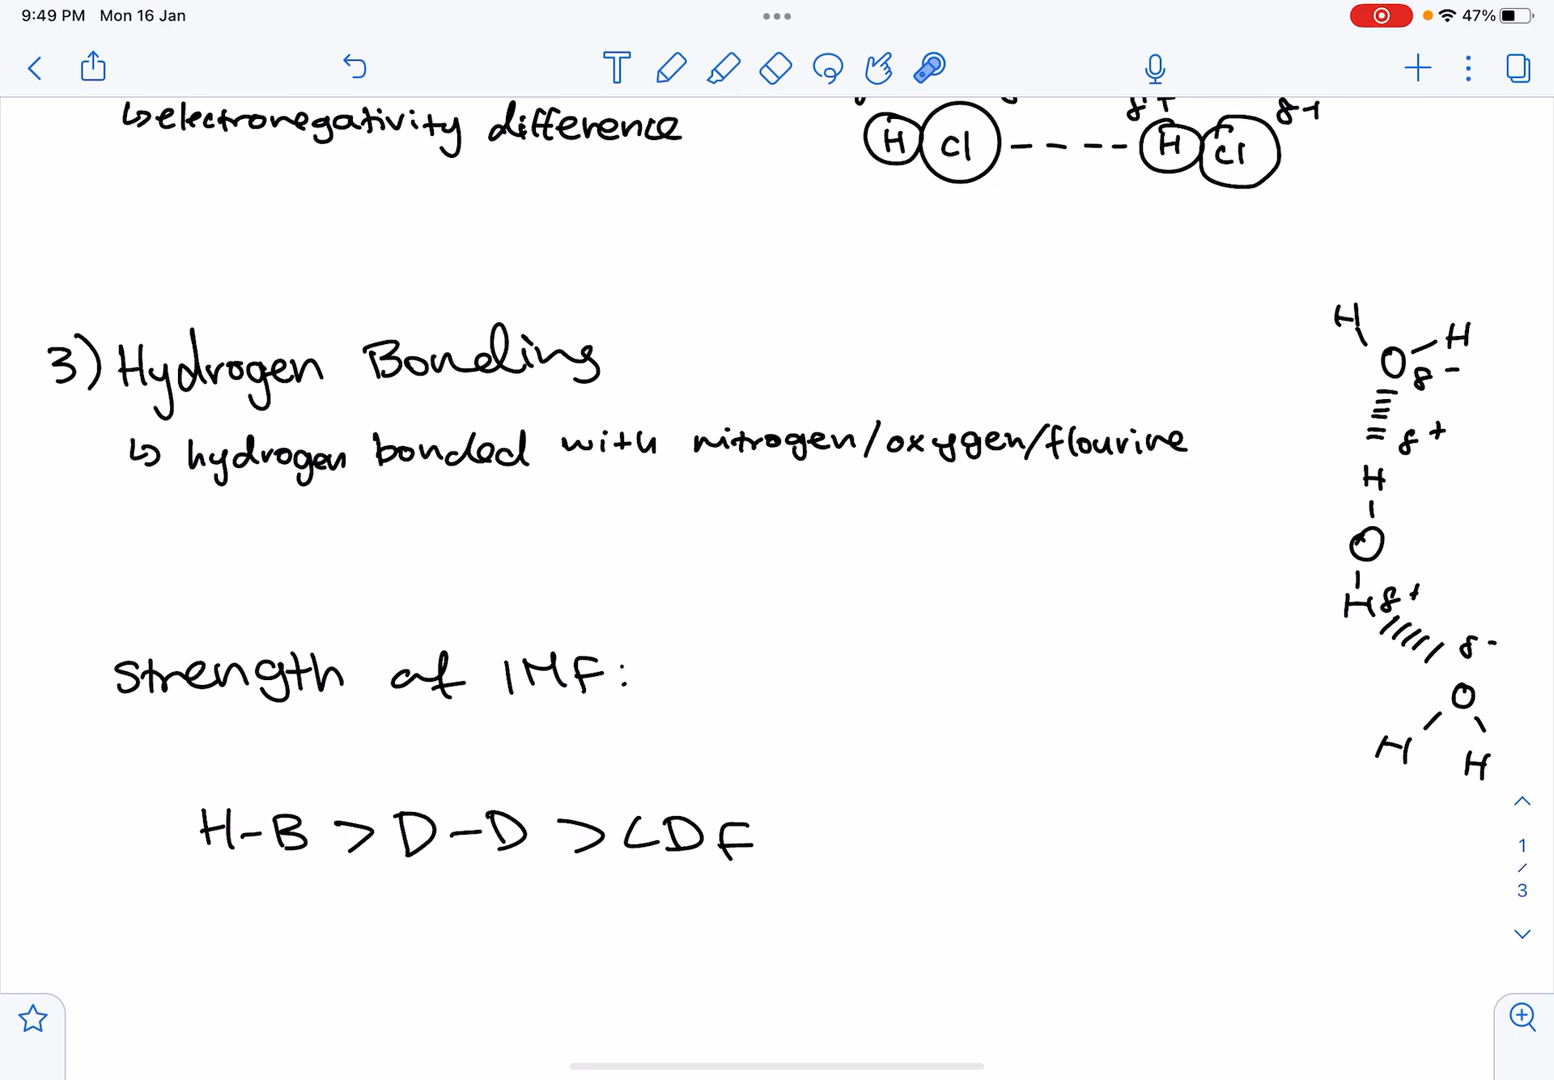 9:49 PM Mon 16 Jan
47%
↳electronegativity difference
H Cl ---- H Cl
δ+ δ+
3) Hydrogen Bonding
↳ hydrogen bonded with nitrogen/oxygen/flourine
H
O – H
δ-
δ+
H
O
H δ+
δ-
O
H H
strength of IMF:
H-B > D-D > LDF
1
/
3